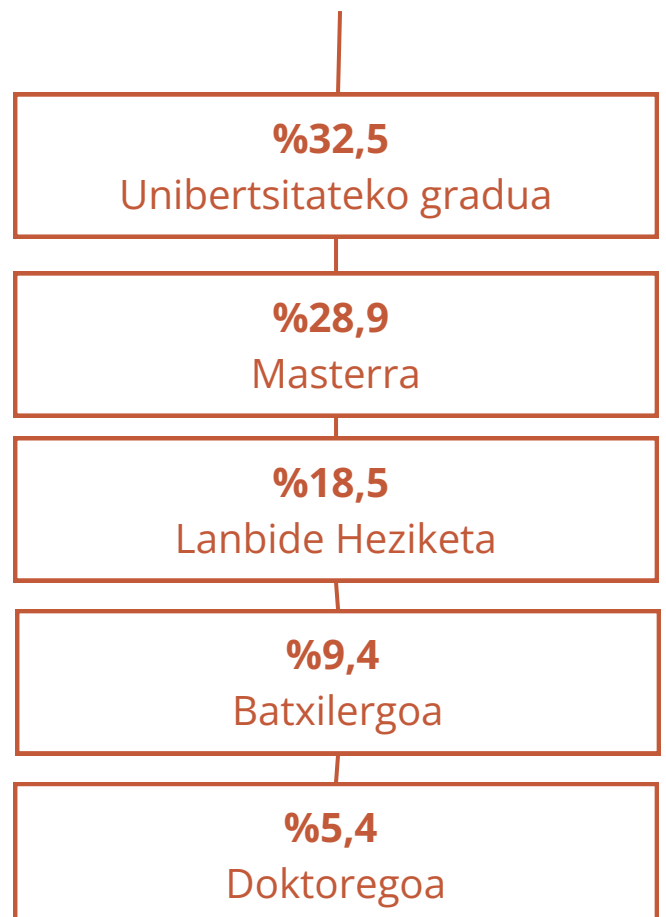 %32,5
Unibertsitateko gradua
%28,9
Masterra
%18,5
Lanbide Heziketa
%9,4
Batxilergoa
%5,4
Doktoregoa